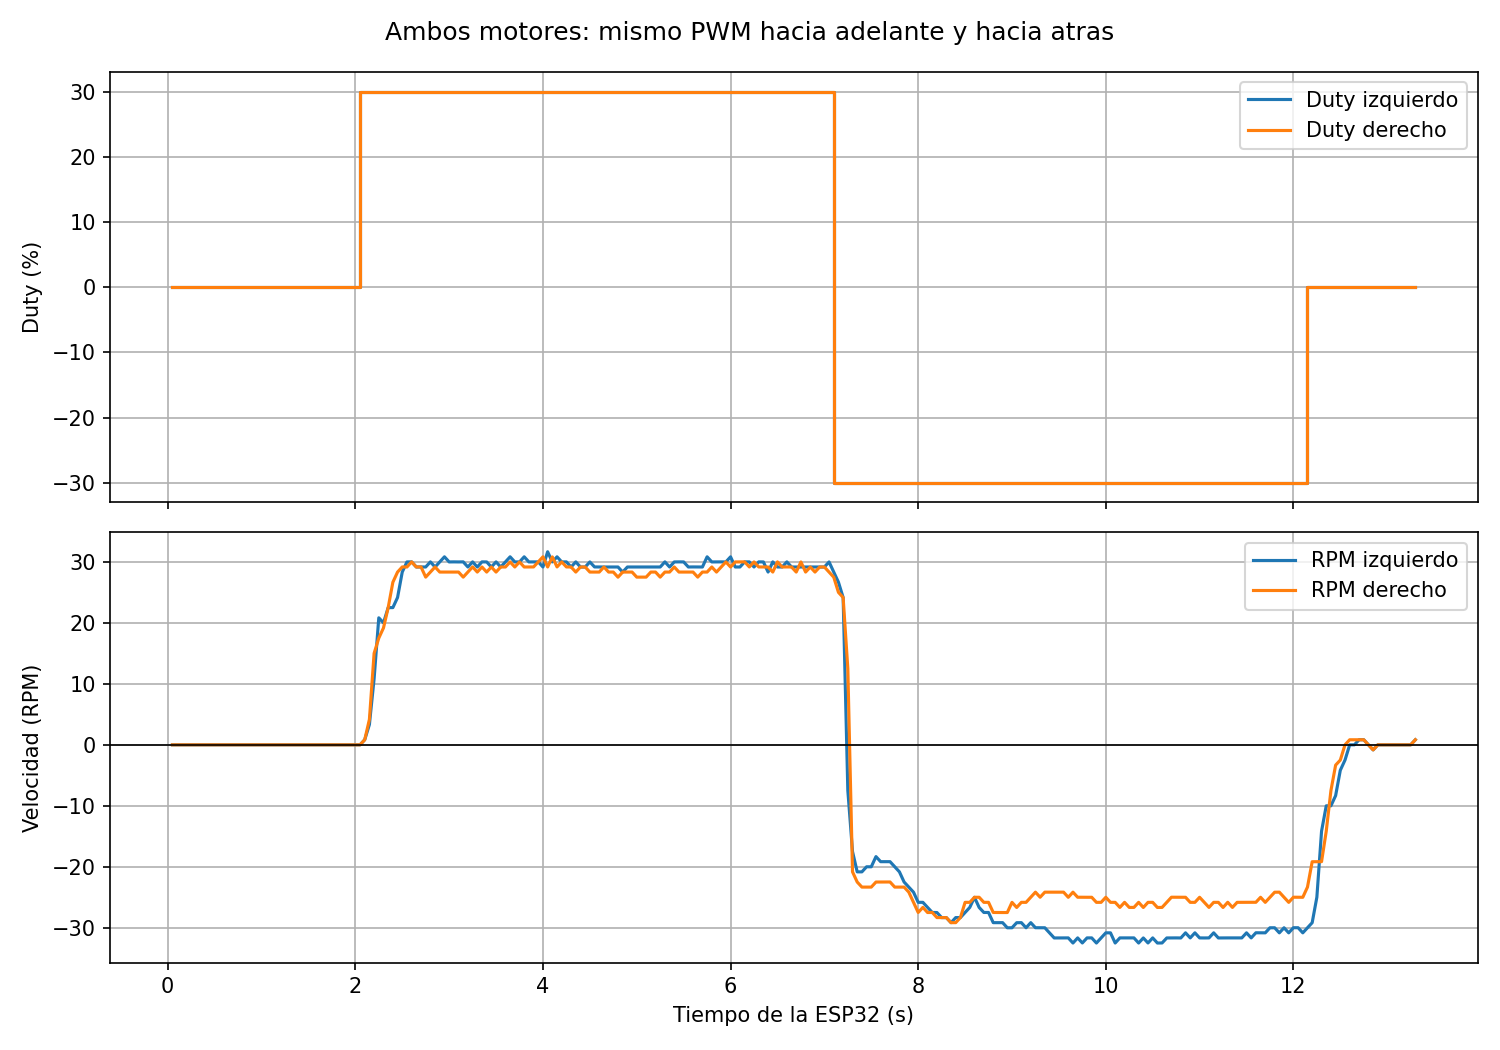 Ambos motores: mismo PWM hacia adelante y hacia atras
Duty (%)
30
20
10
0
−10
−20
−30
Duty izquierdo
Duty derecho
Velocidad (RPM)
30
20
10
0
−10
−20
−30
RPM izquierdo
RPM derecho
0 2 4 6 8 10 12
Tiempo de la ESP32 (s)